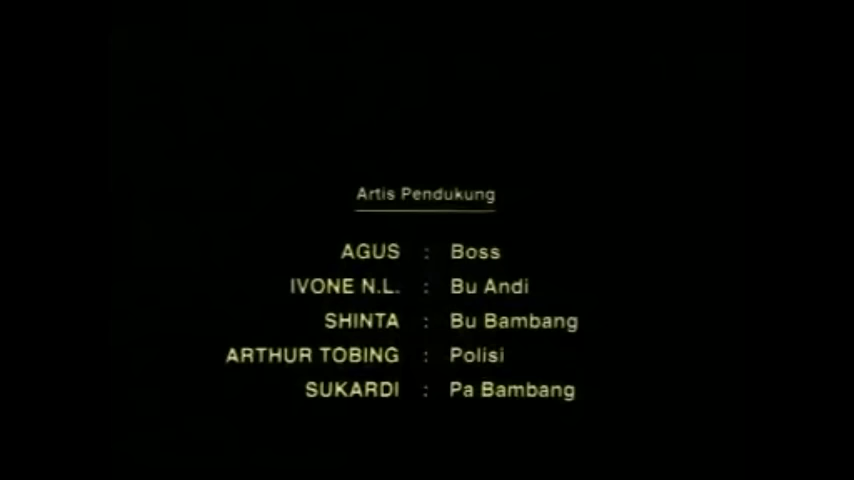 Artis Pendukung
AGUS : Boss
IVONE N.L. : Bu Andi
SHINTA : Bu Bambang
ARTHUR TOBING : Polisi
SUKARDI : Pa Bambang